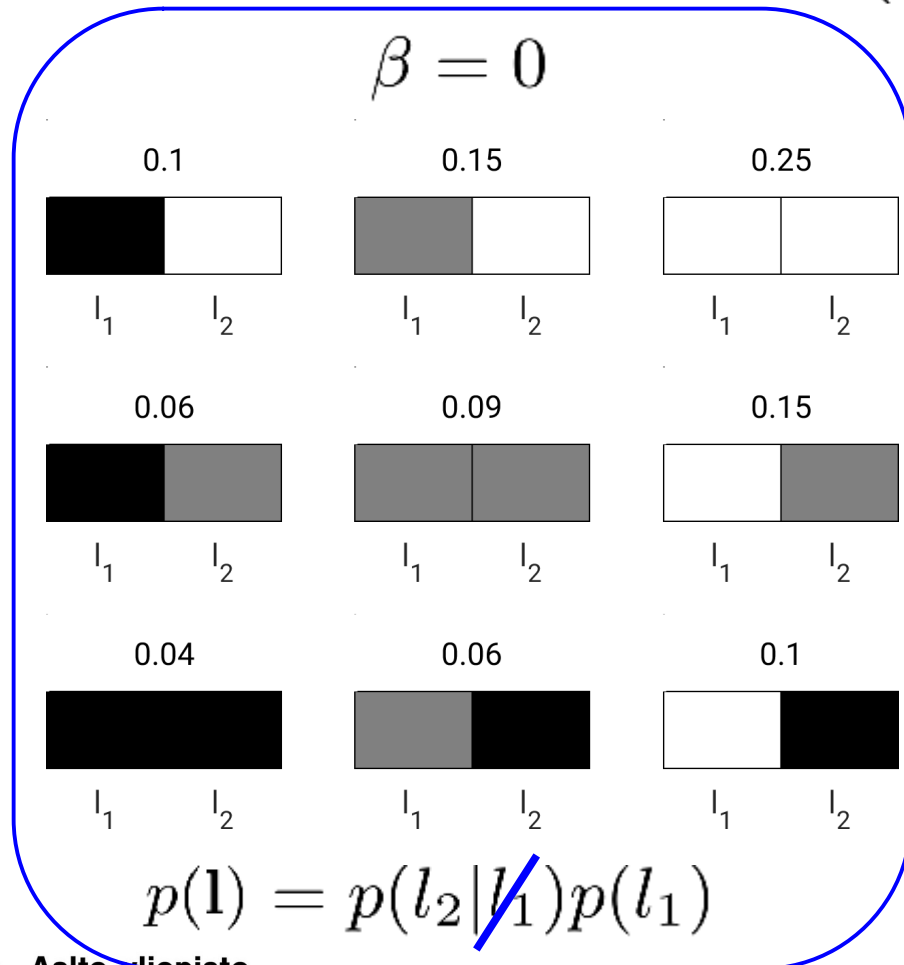 β = 0
0.1 0.15 0.25
l₁ l₂ l₁ l₂ l₁ l₂
0.06 0.09 0.15
l₁ l₂ l₁ l₂ l₁ l₂
0.04 0.06 0.1
l₁ l₂ l₁ l₂ l₁ l₂
p(l) = p(l₂|l₁)p(l₁)